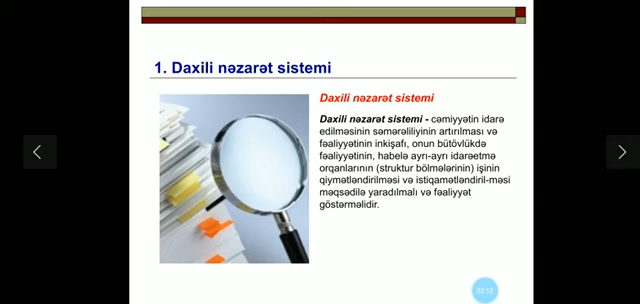 1. Daxili nəzarət sistemi
Daxili nəzarət sistemi
Daxili nəzarət sistemi - cəmiyyətin idarə
edilməsinin səmərəliliyinin artırılması və
fəaliyyətinin inkişafı, onun bütövlükdə
fəaliyyətinin, habelə ayrı-ayrı idarəetmə
orqanlarının (struktur bölmələrinin) işinin
qiymətləndirilməsi və istiqamətləndiril-məsi
məqsədilə yaradılmalı və fəaliyyət
göstərməlidir.